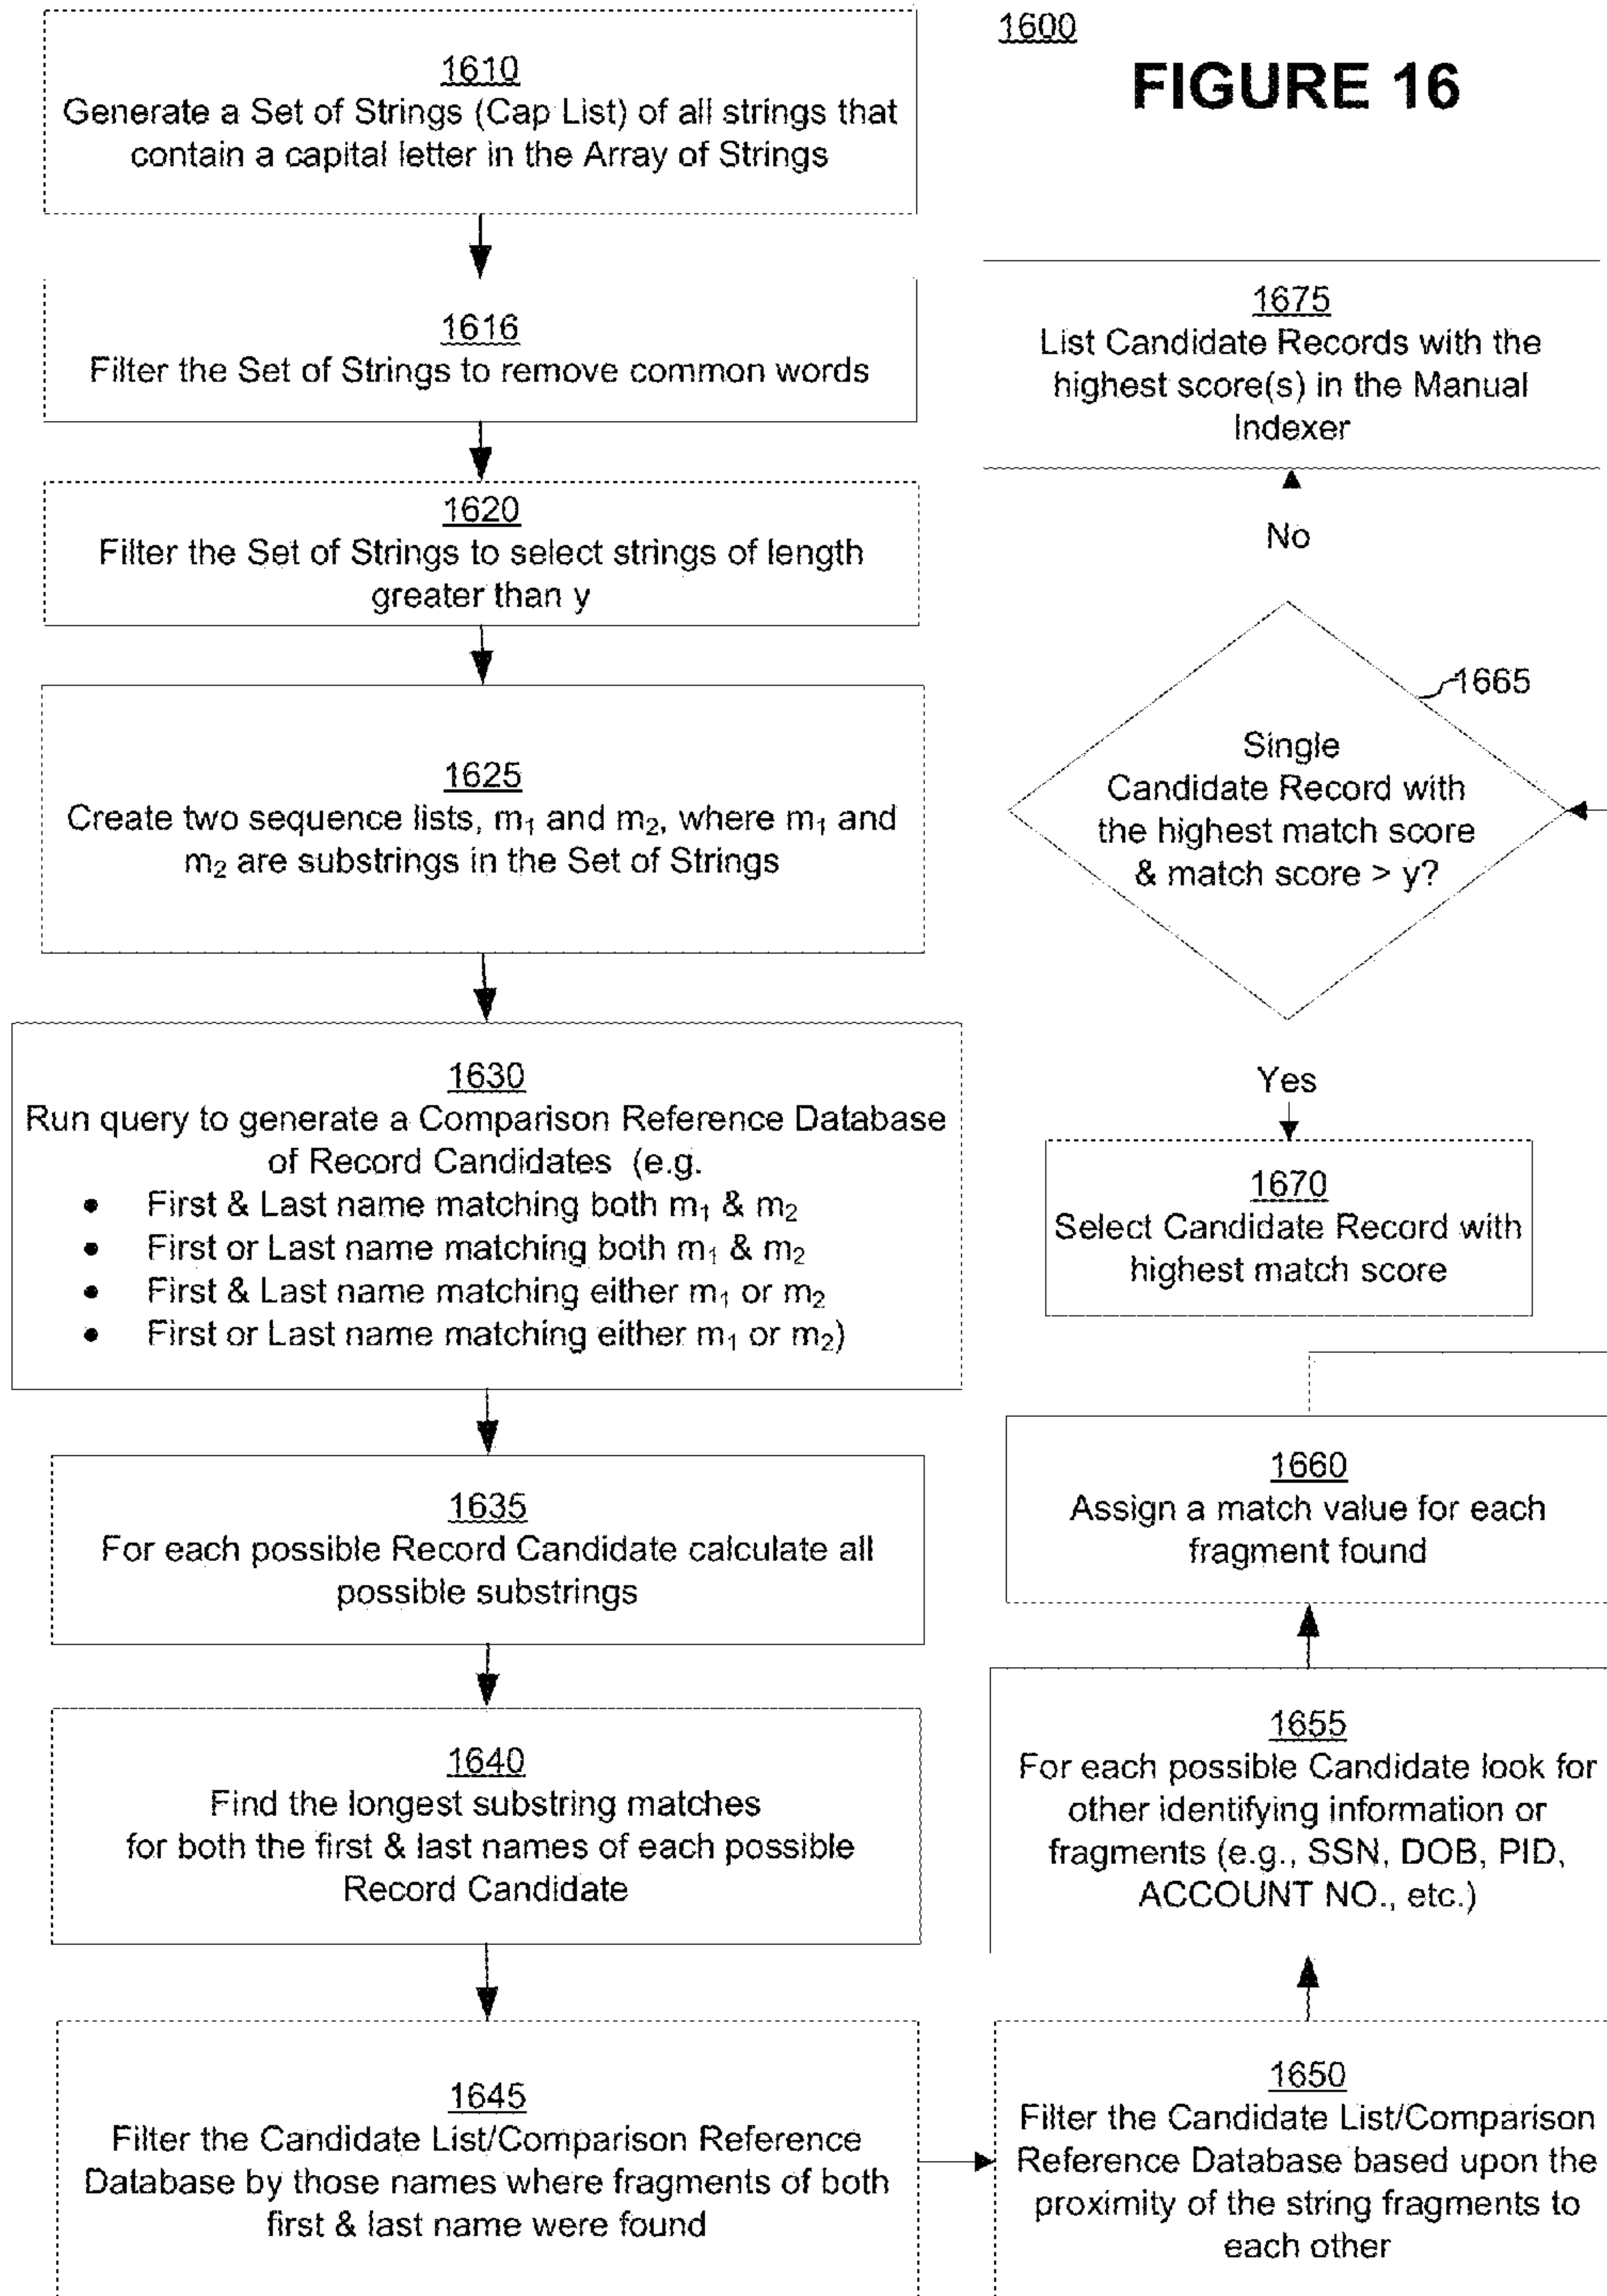 1600
FIGURE 16
1610
Generate a Set of Strings (Cap List) of all strings that
contain a capital letter in the Array of Strings
1616
Filter the Set of Strings to remove common words
1620
Filter the Set of Strings to select strings of length
greater than y
1625
Create two sequence lists, m₁ and m₂, where m₁ and
m₂ are substrings in the Set of Strings
1630
Run query to generate a Comparison Reference Database
of Record Candidates (e.g.
• First & Last name matching both m₁ & m₂
• First or Last name matching both m₁ & m₂
• First & Last name matching either m₁ or m₂
• First or Last name matching either m₁ or m₂)
1635
For each possible Record Candidate calculate all
possible substrings
1640
Find the longest substring matches
for both the first & last names of each possible
Record Candidate
1645
Filter the Candidate List/Comparison Reference
Database by those names where fragments of both
first & last name were found
1650
Filter the Candidate List/Comparison
Reference Database based upon the
proximity of the string fragments to
each other
1655
For each possible Candidate look for
other identifying information or
fragments (e.g., SSN, DOB, PID,
ACCOUNT NO., etc.)
1660
Assign a match value for each
fragment found
1665
Single
Candidate Record with
the highest match score
& match score > y?
Yes
1670
Select Candidate Record with
highest match score
No
1675
List Candidate Records with the
highest score(s) in the Manual
Indexer